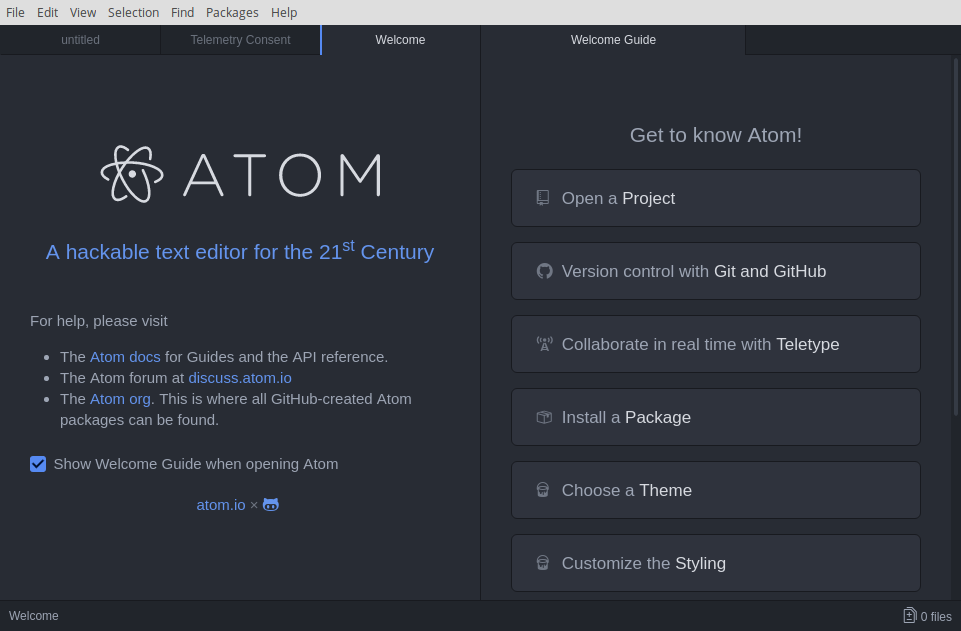 File Edit View Selection Find Packages Help
untitled Telemetry Consent Welcome Welcome Guide
ATOM
A hackable text editor for the 21st Century
For help, please visit
The Atom docs for Guides and the API reference.
The Atom forum at discuss.atom.io
The Atom org. This is where all GitHub-created Atom
packages can be found.
Show Welcome Guide when opening Atom
atom.io ×
Get to know Atom!
Open a Project
Version control with Git and GitHub
Collaborate in real time with Teletype
Install a Package
Choose a Theme
Customize the Styling
Welcome 0 files